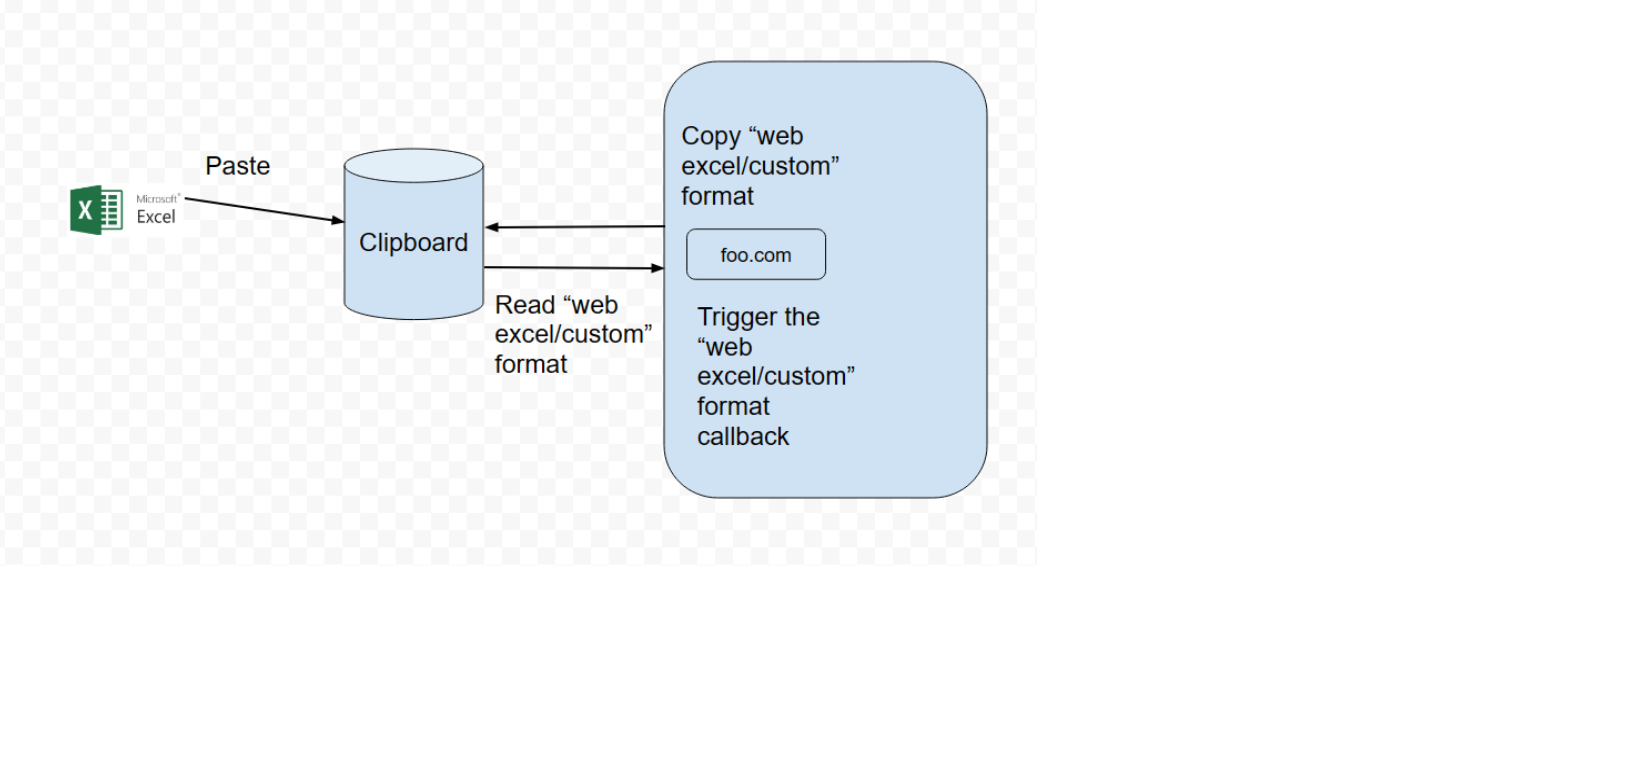 Paste
Microsoft®
Excel
Clipboard
Read “web
excel/custom”
format
Copy “web
excel/custom”
format
foo.com
Trigger the
“web
excel/custom”
format
callback